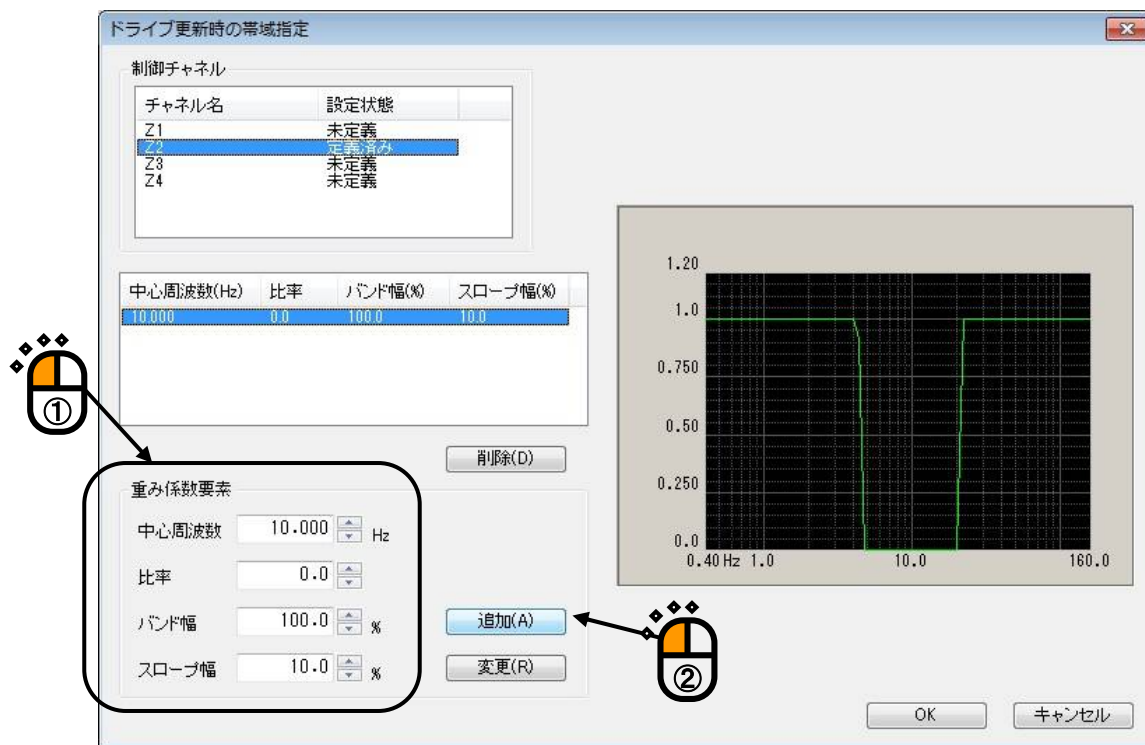 ドライブ更新時の帯域指定
制御チャネル
チャネル名 設定状態
Z1 未定義
Z2 定義済み
Z3 未定義
Z4 未定義
中心周波数(Hz) 比率 バンド幅(%) スロープ幅(%)
10.000 0.0 100.0 10.0
①
削除(D)
重み係数要素
中心周波数 10.000 Hz
比率 0.0
バンド幅 100.0 %
追加(A)
スロープ幅 10.0 %
変更(R)
②
1.20
1.0
0.750
0.50
0.250
0.0
0.40 Hz 1.0 10.0 160.0
OK キャンセル